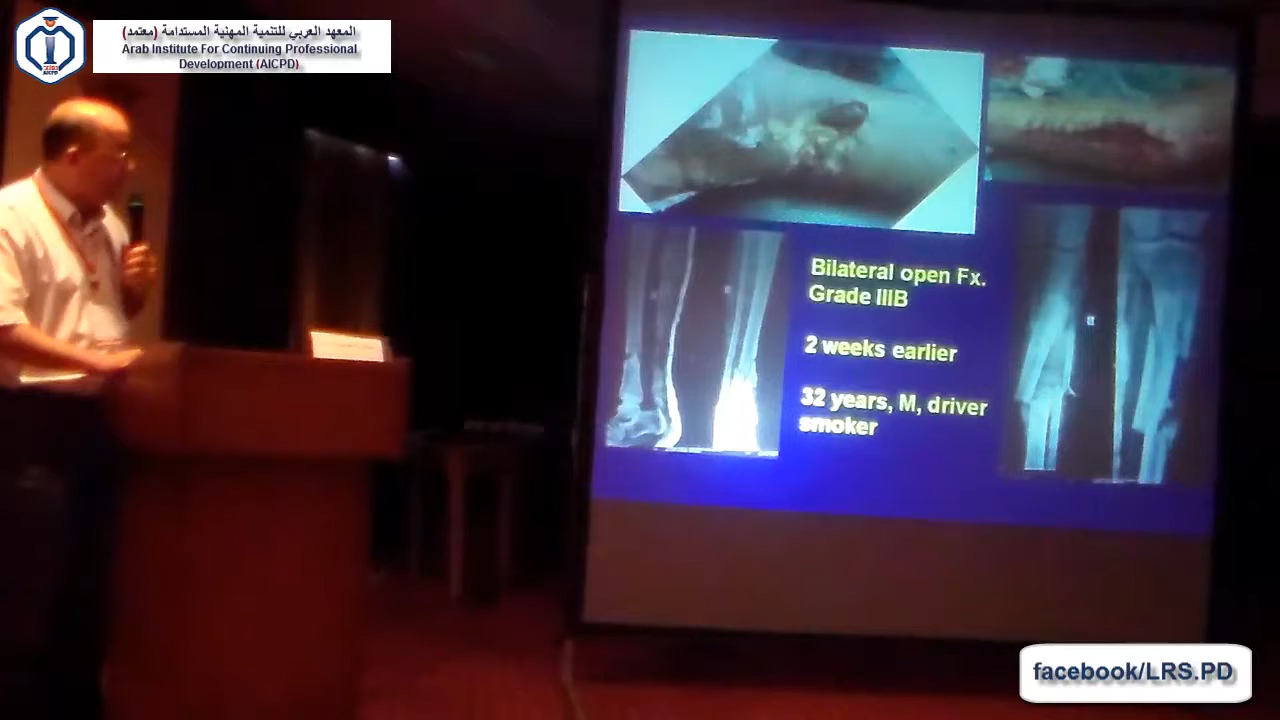 المعهد العربي للتنمية المهنية المستدامة (معتمد)
Arab Institute For Continuing Professional
Development (AICPD)
AICPD
Bilateral open Fx.
Grade IIIB
2 weeks earlier
32 years, M, driver
smoker
facebook/LRS.PD